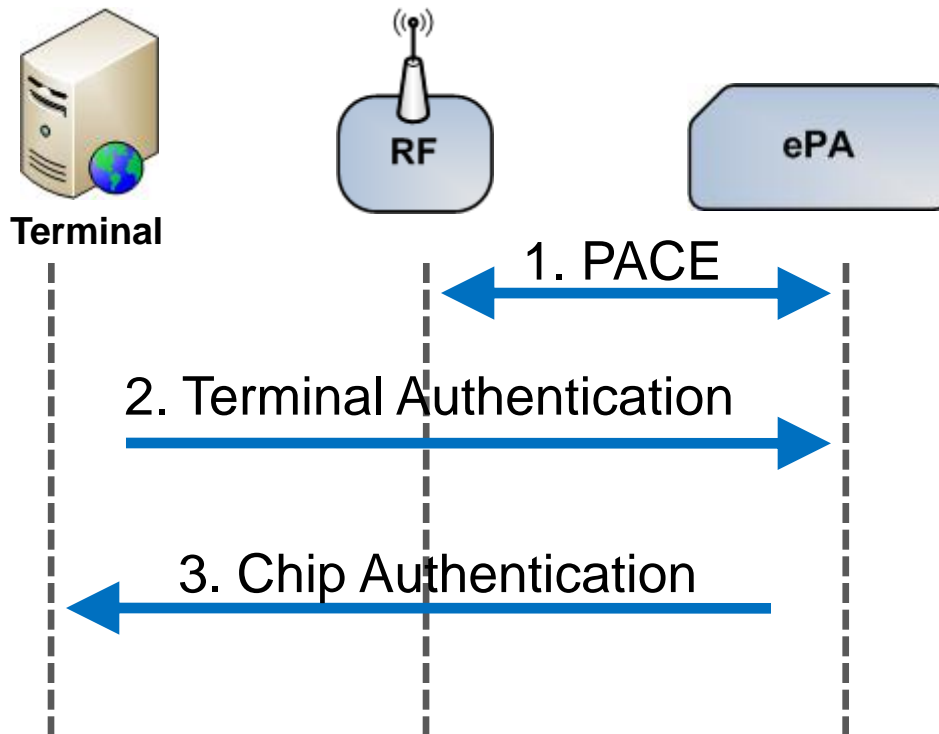 RF
ePA
Terminal
1. PACE
2. Terminal Authentication
3. Chip Authentication